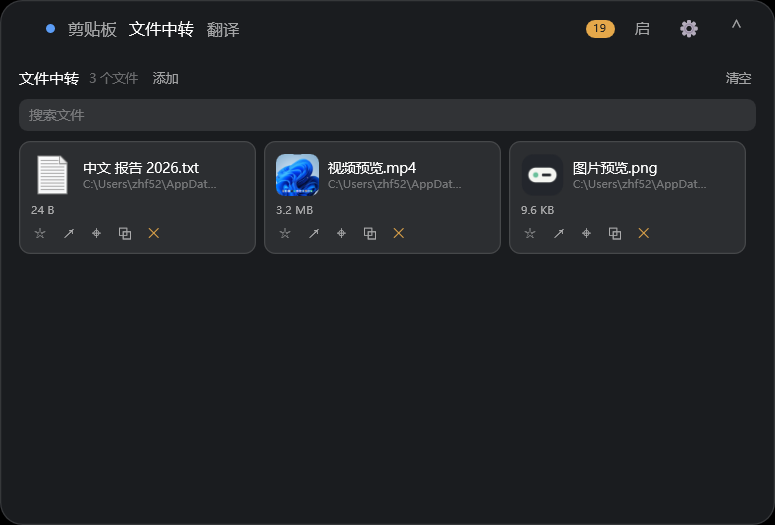 剪贴板 文件中转 翻译 19 启
文件中转 3 个文件 添加 清空
搜索文件
中文 报告 2026.txt
C:\Users\zhf52\AppDat...
24 B
视频预览.mp4
C:\Users\zhf52\AppDat...
3.2 MB
图片预览.png
C:\Users\zhf52\AppDat...
9.6 KB